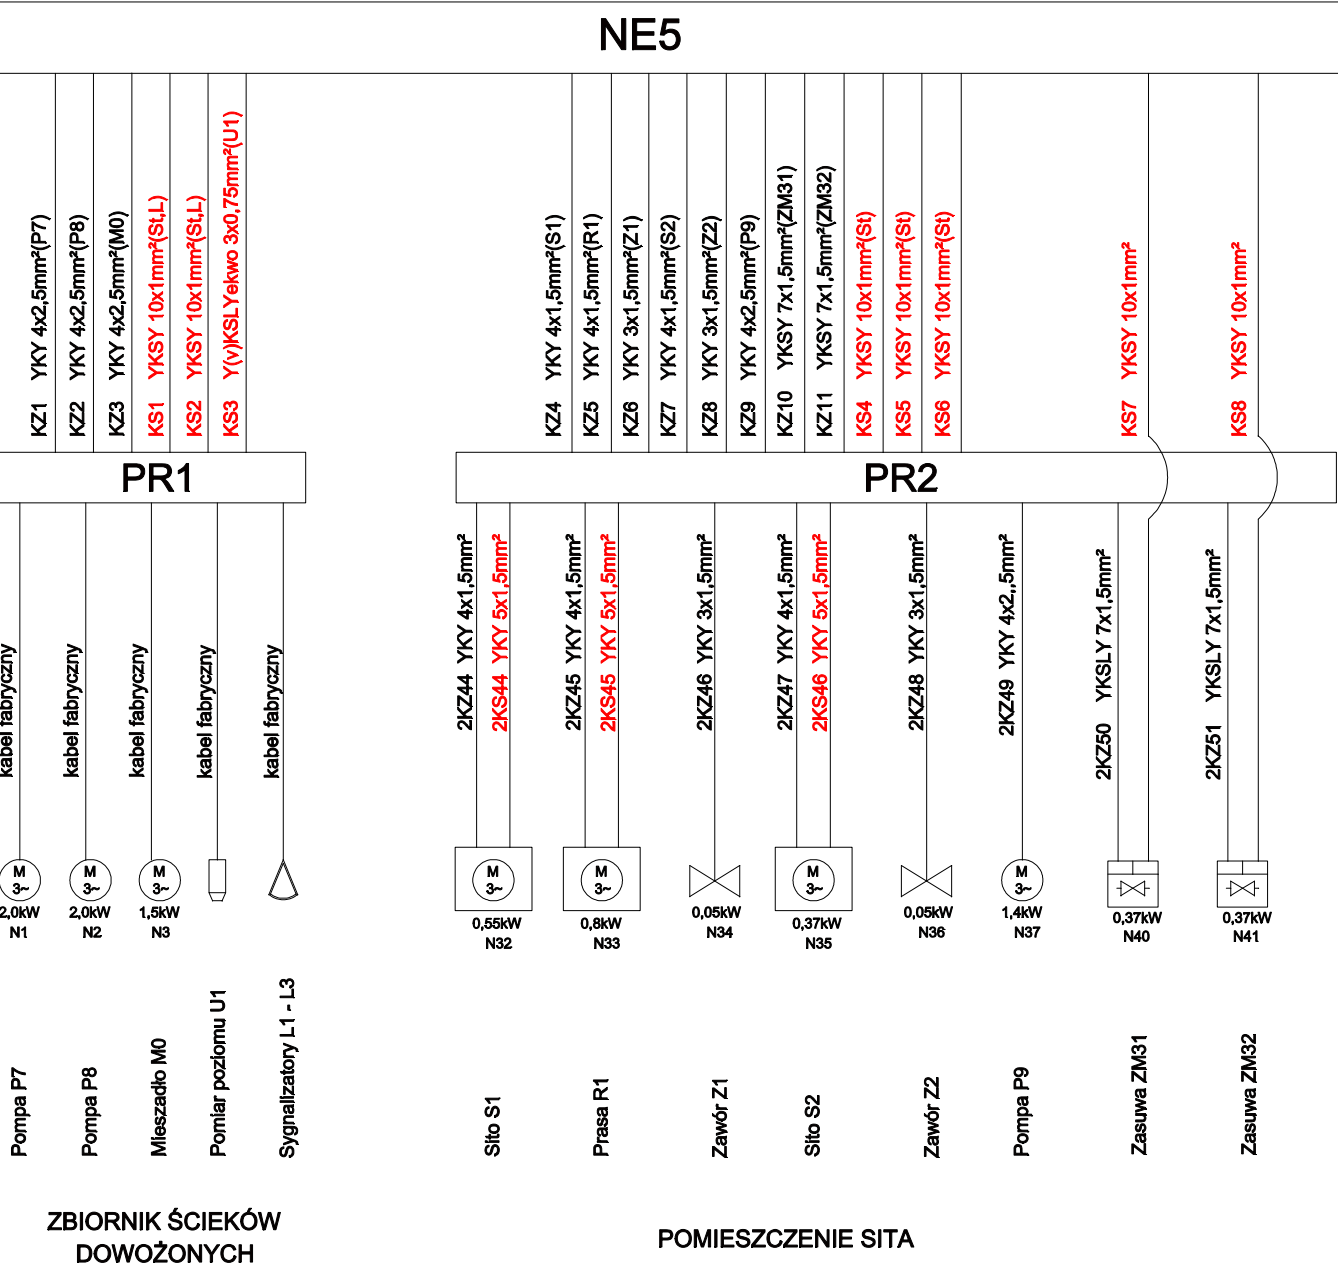 NE5
KZ1 YKY 4x2,5mm²(P7)
KZ2 YKY 4x2,5mm²(P8)
KZ3 YKY 4x2,5mm²(M0)
KS1 YKSY 10x1mm²(St,L)
KS2 YKSY 10x1mm²(St,L)
KS3 Y(v)KSLYekwo 3x0,75mm²(U1)
KZ4 YKY 4x1,5mm²(S1)
KZ5 YKY 4x1,5mm²(R1)
KZ6 YKY 3x1,5mm²(Z1)
KZ7 YKY 4x1,5mm²(S2)
KZ8 YKY 3x1,5mm²(Z2)
KZ9 YKY 4x2,5mm²(P9)
KZ10 YKSY 7x1,5mm²(ZM31)
KZ11 YKSY 7x1,5mm²(ZM32)
KS4 YKSY 10x1mm²(St)
KS5 YKSY 10x1mm²(St)
KS6 YKSY 10x1mm²(St)
KS7 YKSY 10x1mm²
KS8 YKSY 10x1mm²
PR1
PR2
kabel fabryczny
kabel fabryczny
kabel fabryczny
kabel fabryczny
kabel fabryczny
2KZ44 YKY 4x1,5mm²
2KS44 YKY 5x1,5mm²
2KZ45 YKY 4x1,5mm²
2KS45 YKY 5x1,5mm²
2KZ46 YKY 3x1,5mm²
2KZ47 YKY 4x1,5mm²
2KS46 YKY 5x1,5mm²
2KZ48 YKY 3x1,5mm²
2KZ49 YKY 4x2,,5mm²
2KZ50 YKSLY 7x1,5mm²
2KZ51 YKSLY 7x1,5mm²
M
3~
2,0kW
N1
M
3~
2,0kW
N2
M
3~
1,5kW
N3
M
3~
0,55kW
N32
M
3~
0,8kW
N33
0,05kW
N34
M
3~
0,37kW
N35
0,05kW
N36
M
3~
1,4kW
N37
0,37kW
N40
0,37kW
N41
Pompa P7
Pompa P8
Mieszadło M0
Pomiar poziomu U1
Sygnalizatory L1 - L3
Sito S1
Prasa R1
Zawór Z1
Sito S2
Zawór Z2
Pompa P9
Zasuwa ZM31
Zasuwa ZM32
ZBIORNIK ŚCIEKÓW
DOWOŻONYCH
POMIESZCZENIE SITA